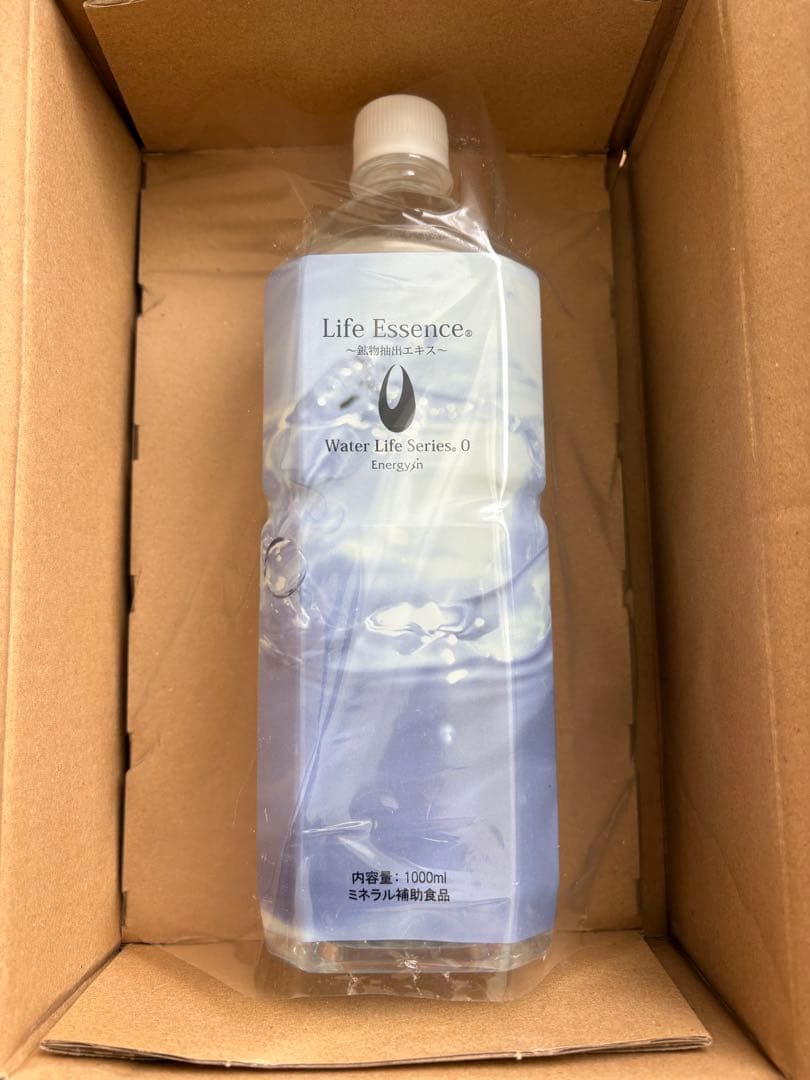 Life Essence®
～鉱物抽出エキス～
Water Life Series® 0
Energy in
内容量：1000ml
ミネラル補助食品